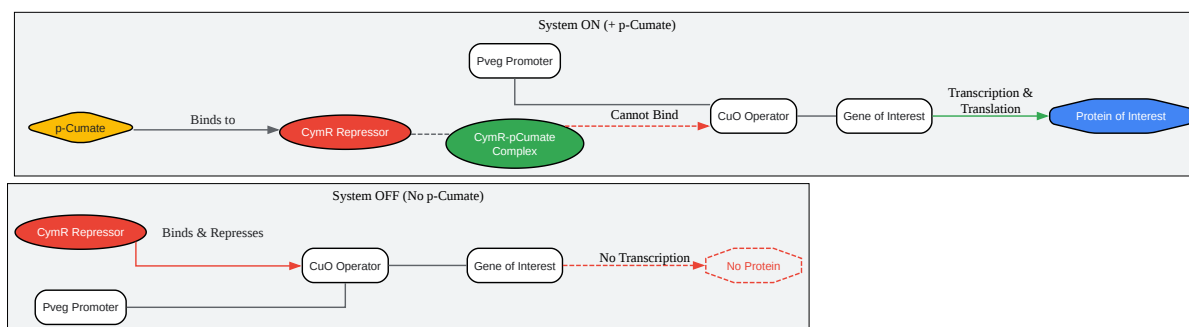 System ON (+ p-Cumate)
Pveg Promoter
p-Cumate
Binds to
CymR Repressor
CymR-pCumate
Complex
Cannot Bind
CuO Operator
Gene of Interest
Transcription &
Translation
Protein of Interest
System OFF (No p-Cumate)
CymR Repressor
Binds & Represses
CuO Operator
Gene of Interest
No Transcription
No Protein
Pveg Promoter